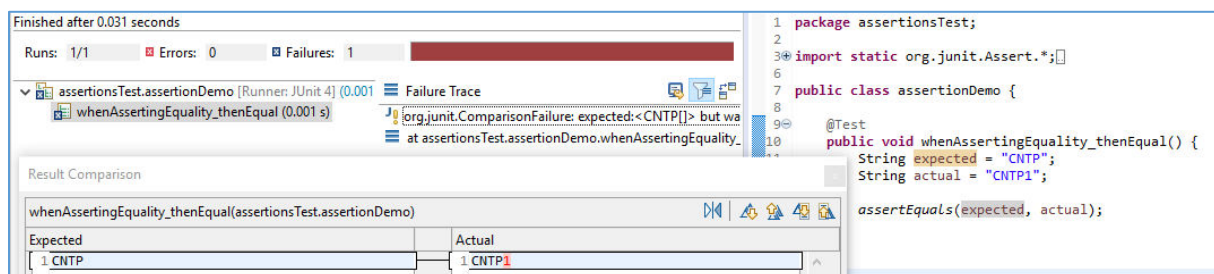 Finished after 0.031 seconds
Runs: 1/1 Errors: 0 Failures: 1
assertionsTest.assertionDemo [Runner: JUnit 4] (0.001
whenAssertingEquality_thenEqual (0.001 s)
Failure Trace
org.junit.ComparisonFailure: expected:<CNTP[]> but wa
at assertionsTest.assertionDemo.whenAssertingEquality_
Result Comparison
whenAssertingEquality_thenEqual(assertionsTest.assertionDemo)
Expected Actual
1 CNTP 1 CNTP1
1 package assertionsTest;
2
3 import static org.junit.Assert.*;
6
7 public class assertionDemo {
8
9 @Test
10 public void whenAssertingEquality_thenEqual() {
String expected = "CNTP";
String actual = "CNTP1";
assertEquals(expected, actual);